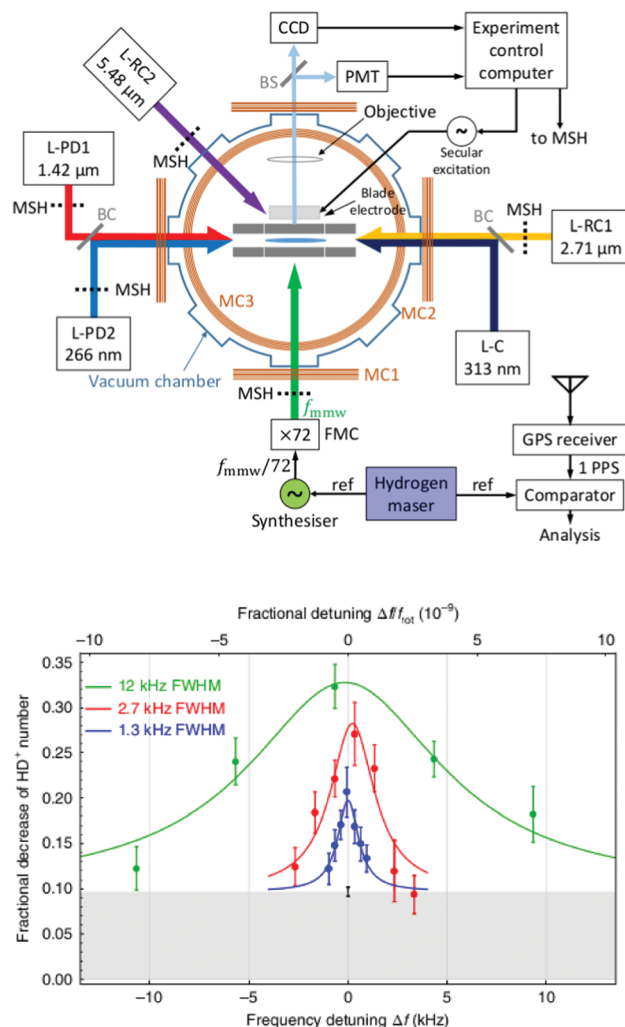 CCD
Experiment
control
computer
BS
PMT
L-RC2
5.48 µm
Objective
to MSH
Secular
excitation
~
MSH
L-PD1
1.42 µm
Blade
electrode
MSH
BC
BC
MSH
L-RC1
2.71 µm
MSH
MC3
MC2
L-PD2
266 nm
L-C
313 nm
Vacuum chamber
MC1
MSH
fmmw
×72
FMC
GPS receiver
fmmw/72
1 PPS
~
ref
Hydrogen
maser
ref
Comparator
Synthesiser
Analysis
Fractional detuning Δf/frot (10−9)
−10
−5
0
5
10
0.35
0.30
0.25
0.20
0.15
0.10
0.05
0.00
12 kHz FWHM
2.7 kHz FWHM
1.3 kHz FWHM
Fractional decrease of HD+ number
−10
−5
0
5
10
Frequency detuning Δf (kHz)